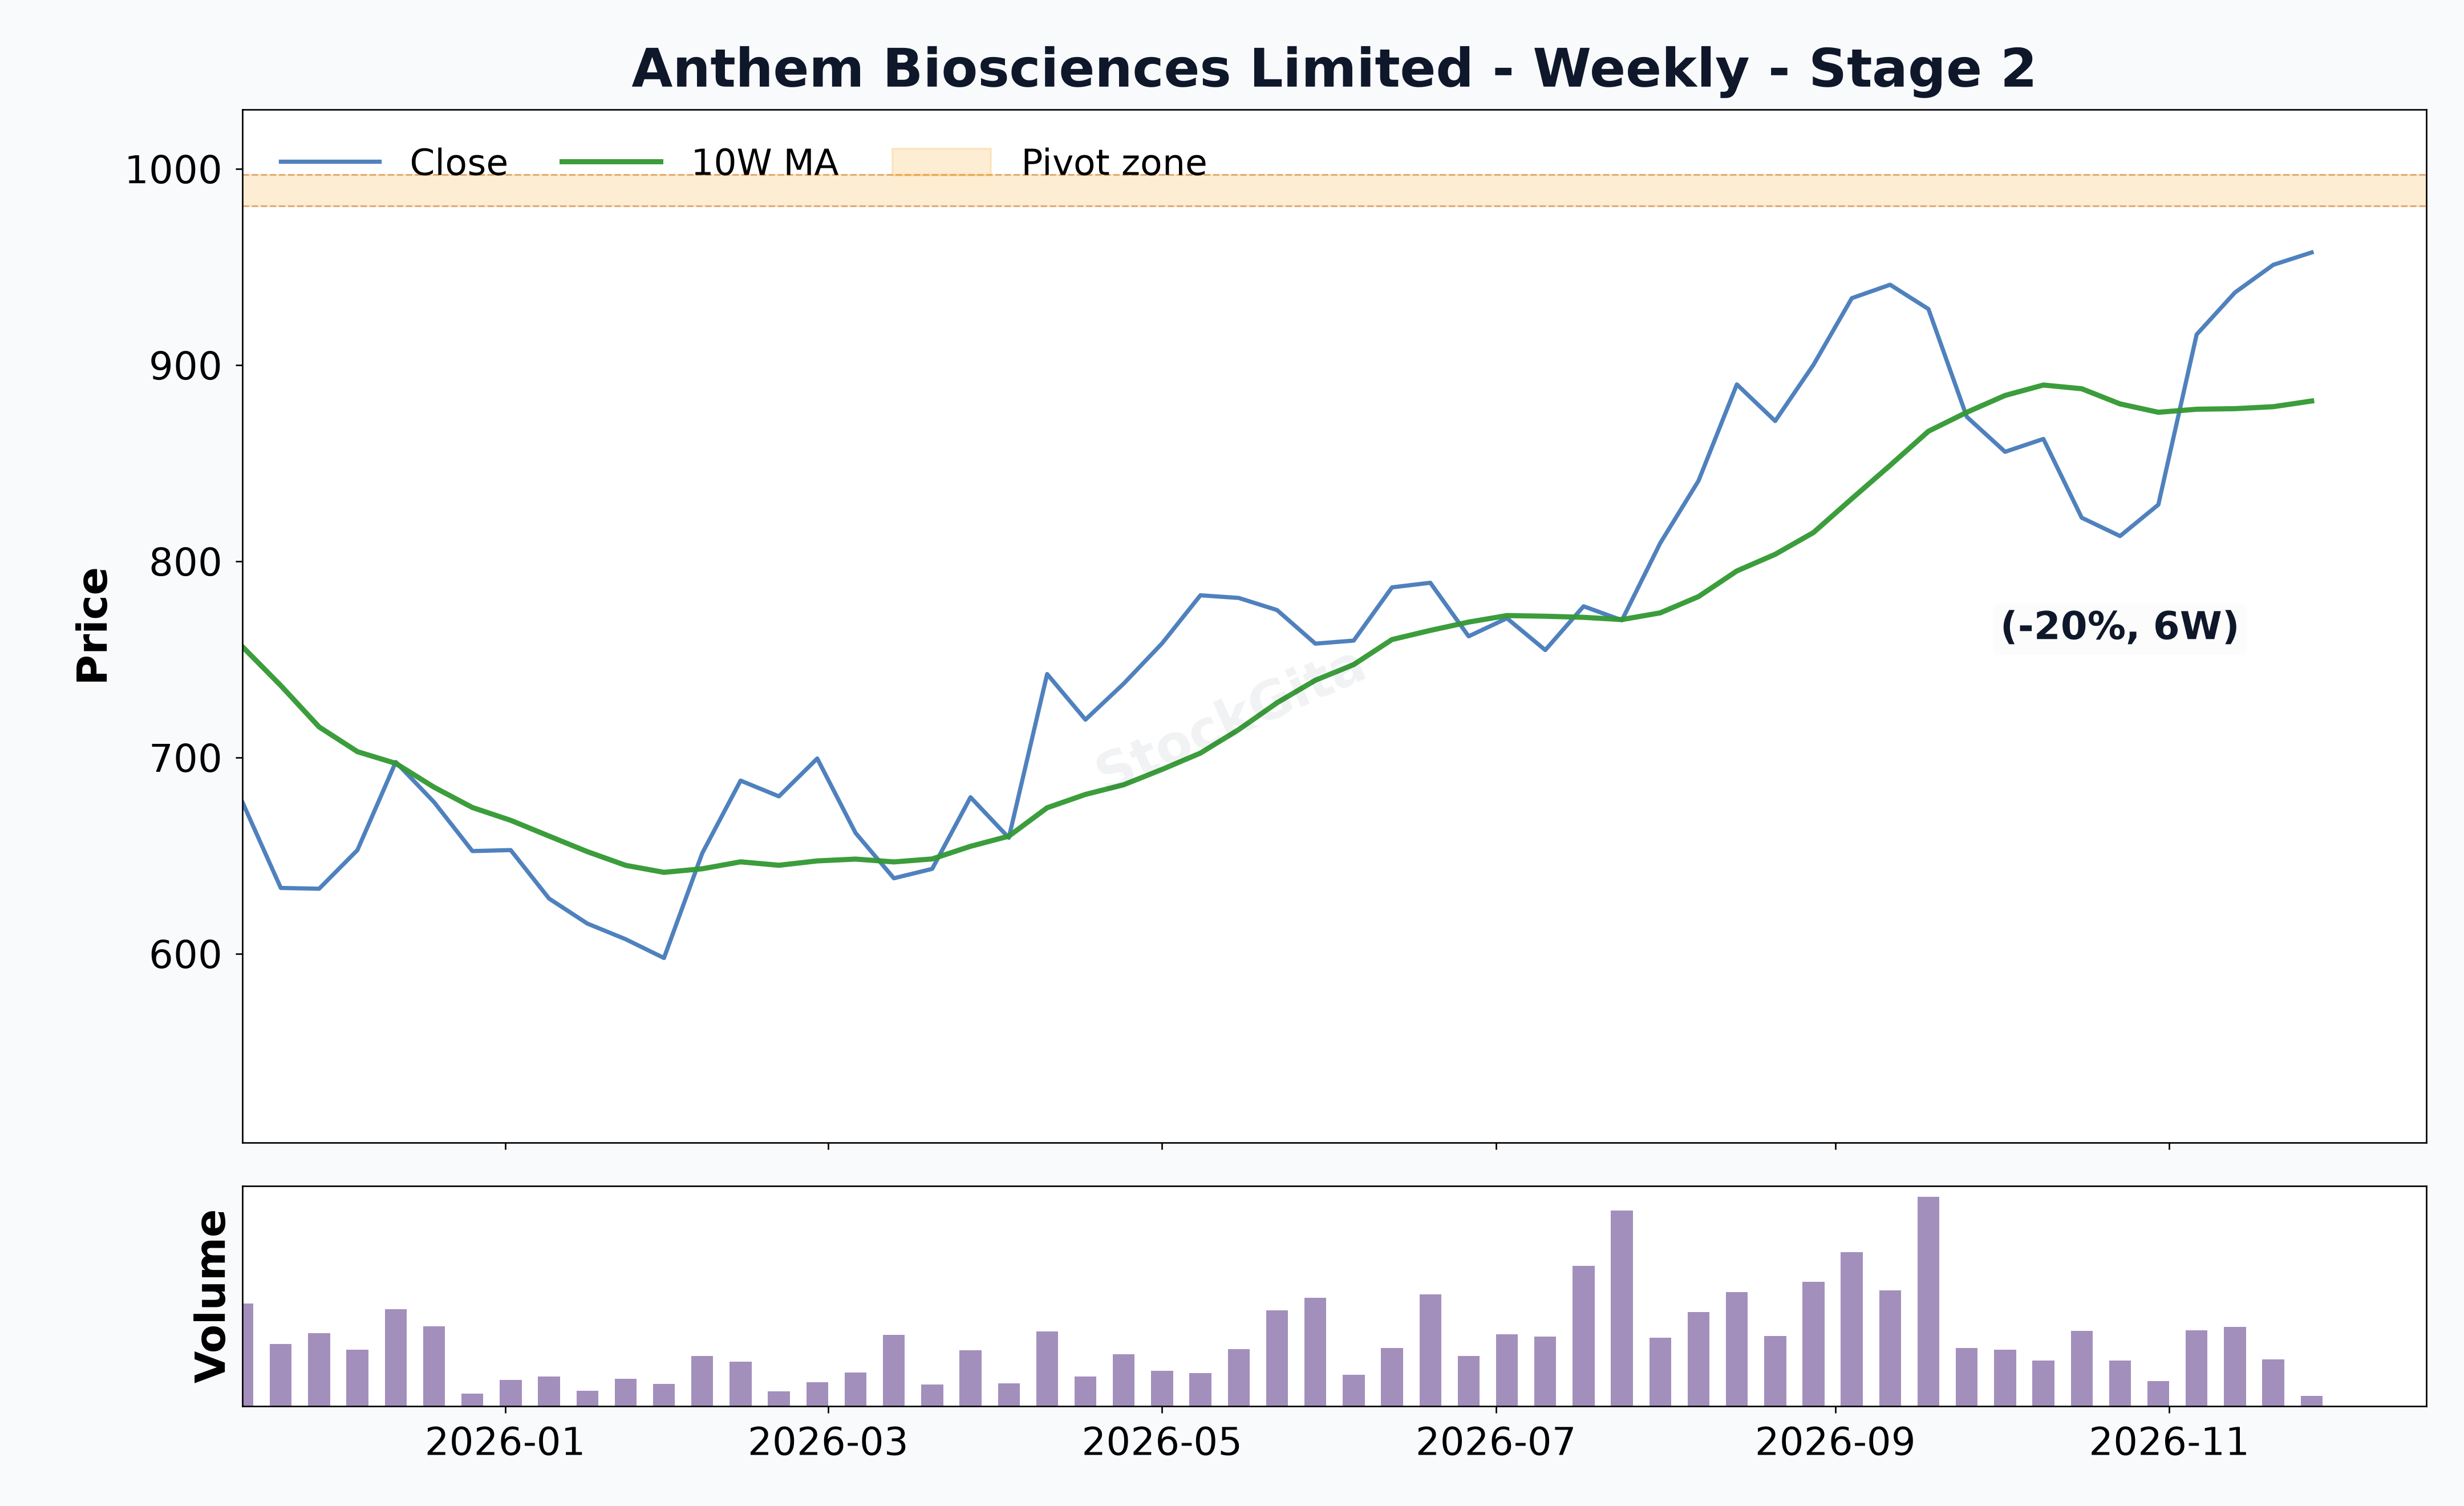 Anthem Biosciences Limited - Weekly - Stage 2
Close 10W MA Pivot zone
1000
900
800
700
600
Price
(-20%, 6W)
StockGita
Volume
2026-01 2026-03 2026-05 2026-07 2026-09 2026-11